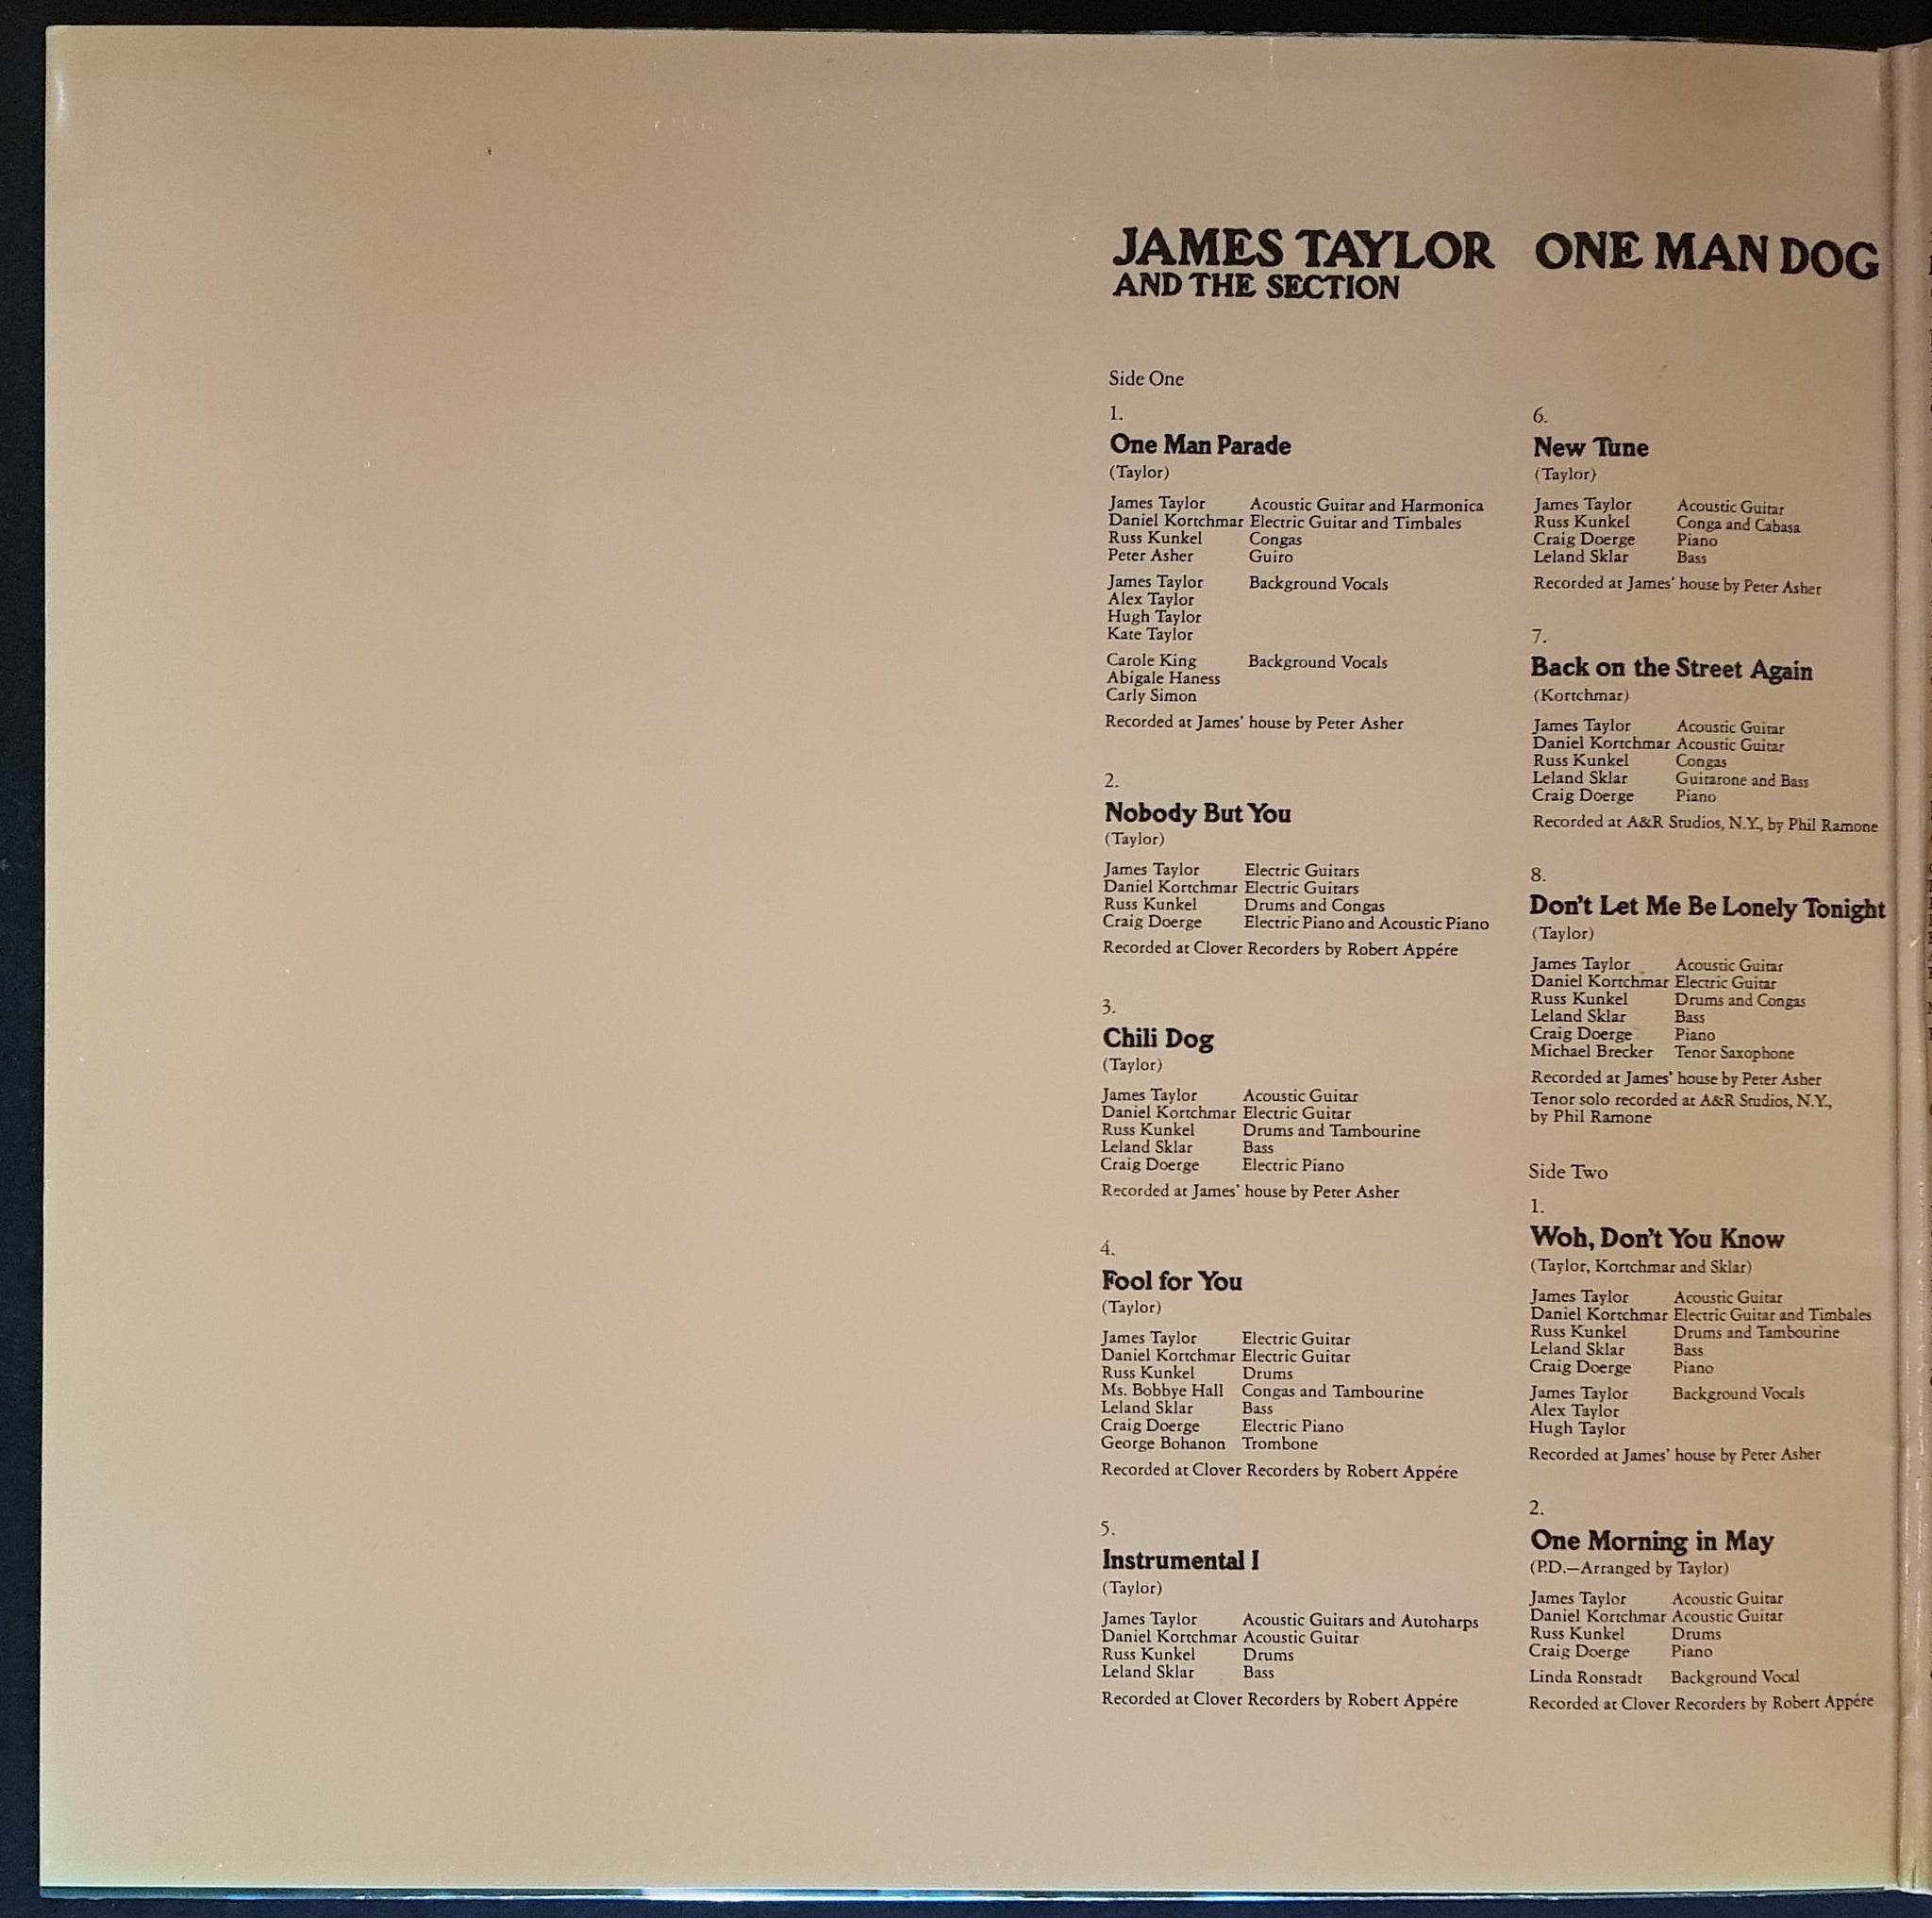 JAMES TAYLOR
AND THE SECTION
ONE MAN DOG
Side One
1.
One Man Parade
(Taylor)
James Taylor Acoustic Guitar and Harmonica
Daniel Kortchmar Electric Guitar and Timbales
Russ Kunkel Congas
Peter Asher Guiro
James Taylor Background Vocals
Alex Taylor
Hugh Taylor
Kate Taylor
Carole King Background Vocals
Abigale Haness
Carly Simon
Recorded at James' house by Peter Asher
2.
Nobody But You
(Taylor)
James Taylor Electric Guitars
Daniel Kortchmar Electric Guitars
Russ Kunkel Drums and Congas
Craig Doerge Electric Piano and Acoustic Piano
Recorded at Clover Recorders by Robert Appére
3.
Chili Dog
(Taylor)
James Taylor Acoustic Guitar
Daniel Kortchmar Electric Guitar
Russ Kunkel Drums and Tambourine
Leland Sklar Bass
Craig Doerge Electric Piano
Recorded at James' house by Peter Asher
4.
Fool for You
(Taylor)
James Taylor Electric Guitar
Daniel Kortchmar Electric Guitar
Russ Kunkel Drums
Ms. Bobbye Hall Congas and Tambourine
Leland Sklar Bass
Craig Doerge Electric Piano
George Bohanon Trombone
Recorded at Clover Recorders by Robert Appére
5.
Instrumental I
(Taylor)
James Taylor Acoustic Guitars and Autoharps
Daniel Kortchmar Acoustic Guitar
Russ Kunkel Drums
Leland Sklar Bass
Recorded at Clover Recorders by Robert Appére
6.
New Tune
(Taylor)
James Taylor Acoustic Guitar
Russ Kunkel Conga and Cabasa
Craig Doerge Piano
Leland Sklar Bass
Recorded at James' house by Peter Asher
7.
Back on the Street Again
(Kortchmar)
James Taylor Acoustic Guitar
Daniel Kortchmar Acoustic Guitar
Russ Kunkel Congas
Leland Sklar Guitarone and Bass
Craig Doerge Piano
Recorded at A&R Studios, N.Y., by Phil Ramone
8.
Don't Let Me Be Lonely Tonight
(Taylor)
James Taylor Acoustic Guitar
Daniel Kortchmar Electric Guitar
Russ Kunkel Drums and Congas
Leland Sklar Bass
Craig Doerge Piano
Michael Brecker Tenor Saxophone
Recorded at James' house by Peter Asher
Tenor solo recorded at A&R Studios, N.Y.,
by Phil Ramone
Side Two
1.
Woh, Don't You Know
(Taylor, Kortchmar and Sklar)
James Taylor Acoustic Guitar
Daniel Kortchmar Electric Guitar and Timbales
Russ Kunkel Drums and Tambourine
Leland Sklar Bass
Craig Doerge Piano
James Taylor Background Vocals
Alex Taylor
Hugh Taylor
Recorded at James' house by Peter Asher
2.
One Morning in May
(P.D.—Arranged by Taylor)
James Taylor Acoustic Guitar
Daniel Kortchmar Acoustic Guitar
Russ Kunkel Drums
Craig Doerge Piano
Linda Ronstadt Background Vocal
Recorded at Clover Recorders by Robert Appére